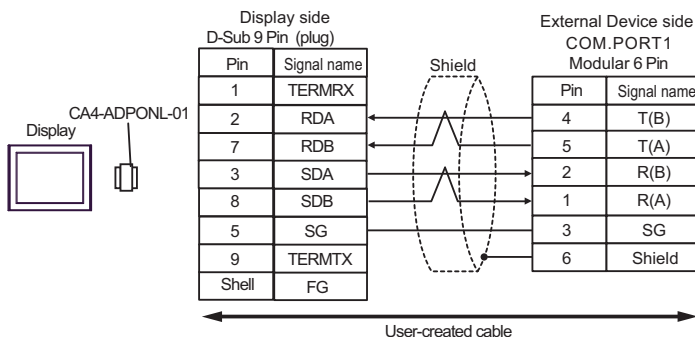 Display side
D-Sub 9 Pin (plug)
External Device side
COM.PORT1
Modular 6 Pin
Pin Signal name
Shield
Pin Signal name
CA4-ADPONL-01
Display
1 TERMRX
2 RDA
4 T(B)
7 RDB
5 T(A)
3 SDA
2 R(B)
8 SDB
1 R(A)
5 SG
3 SG
9 TERMTX
6 Shield
Shell FG
User-created cable